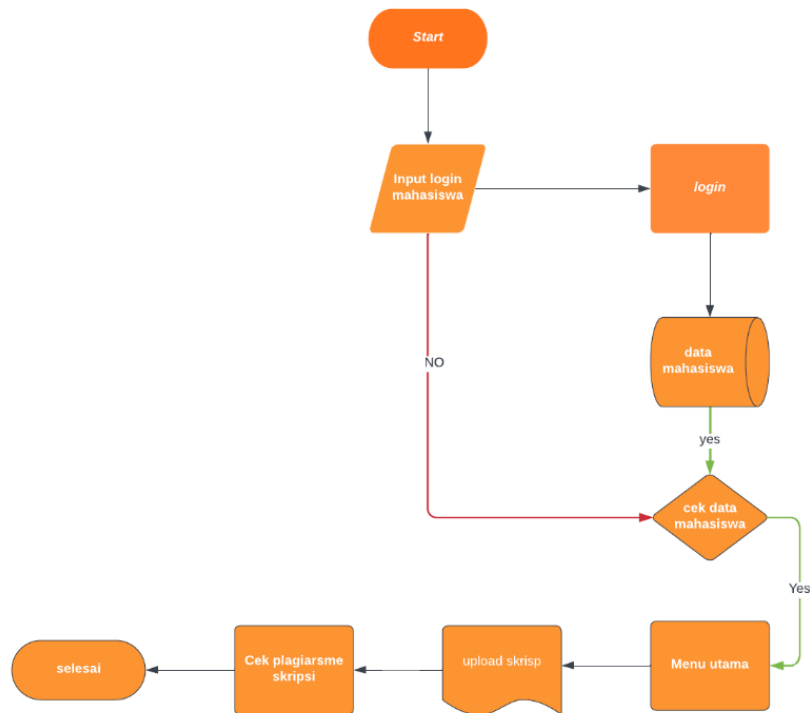 Start
Input login
mahasiswa
login
NO
data
mahasiswa
yes
cek data
mahasiswa
Yes
Menu utama
upload skrisp
Cek plagiarsme
skripsi
selesai